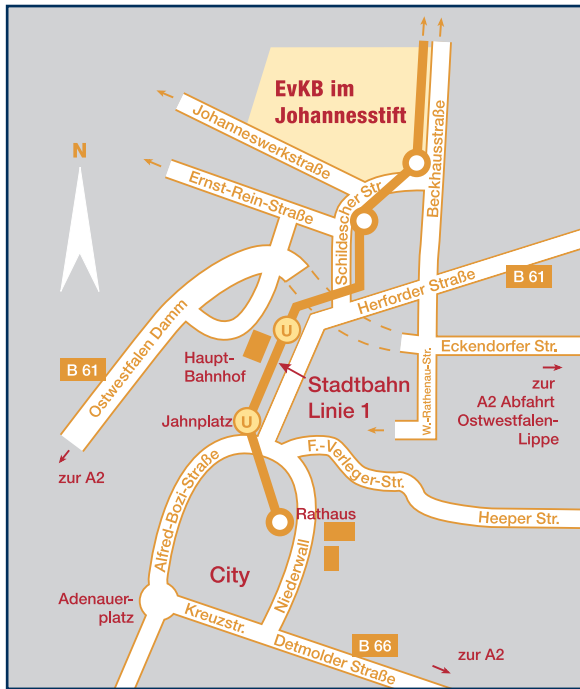 EvKB im
Johannesstift
Johanneswerkstraße
Beckhausstraße
N
Ernst-Rein-Straße
Schildescher Str.
Herforder Straße
B 61
Ostwestfalen Damm
B 61
Haupt-
Bahnhof
U
Stadtbahn
Linie 1
Eckendorfer Str.
W.-Rathenau-Str.
zur
A2 Abfahrt
Ostwestfalen-
Lippe
Jahnplatz
U
zur A2
Alfred-Bozi-Straße
F.-Verleger-Str.
Heeper Str.
Rathaus
City
Niederwall
Adenauer-
platz
Kreuzstr.
Detmolder Straße
B 66
zur A2